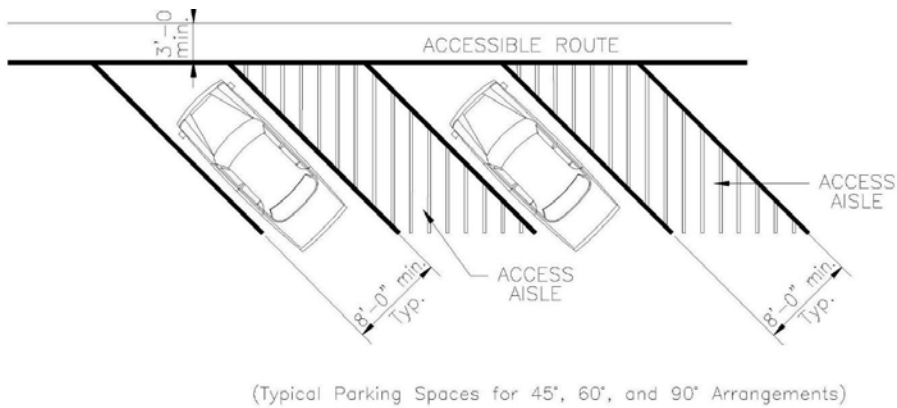 3'-0
min.
ACCESSIBLE ROUTE
ACCESS
AISLE
ACCESS
AISLE
8'-0" min.
Typ.
8'-0" min.
Typ.
(Typical Parking Spaces for 45°, 60°, and 90° Arrangements)